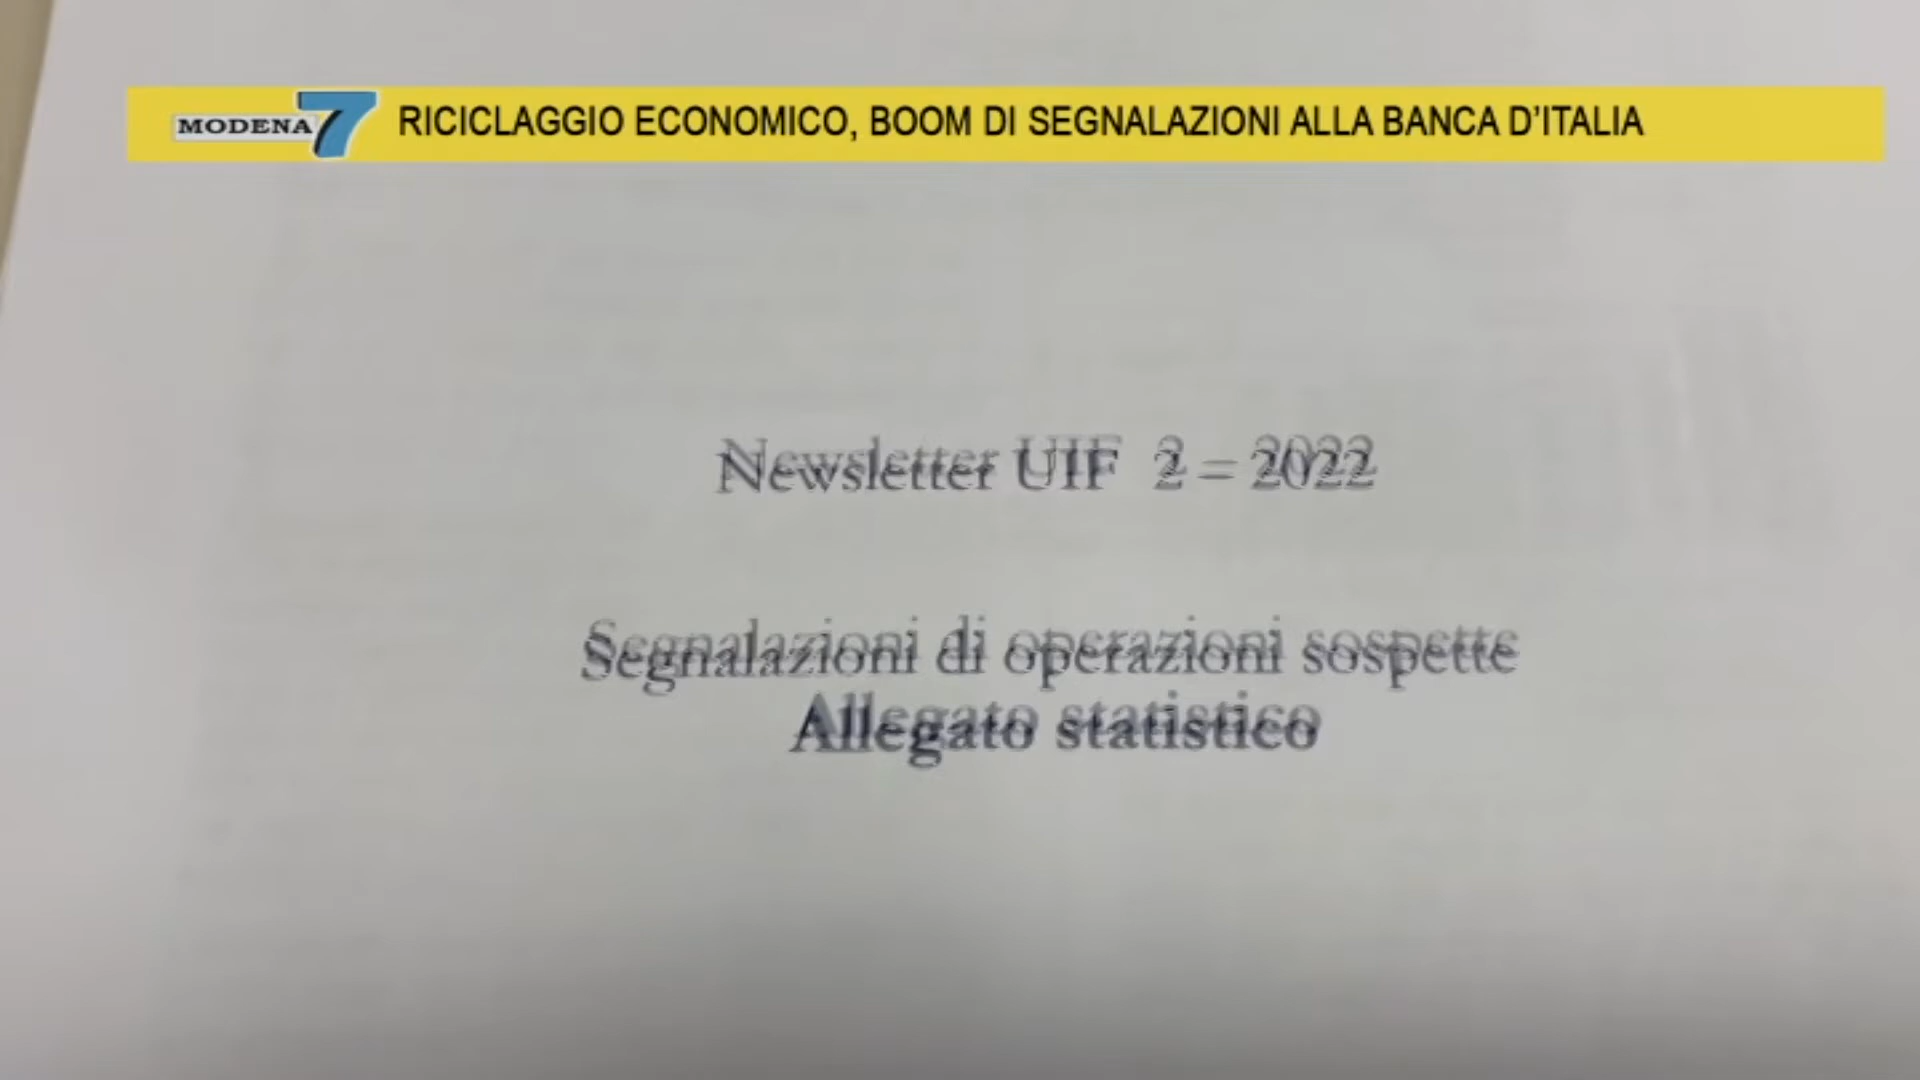 MODENA 7 RICICLAGGIO ECONOMICO, BOOM DI SEGNALAZIONI ALLA BANCA D'ITALIA
Newsletter UIF 2 – 2022
Segnalazioni di operazioni sospette
Allegato statistico